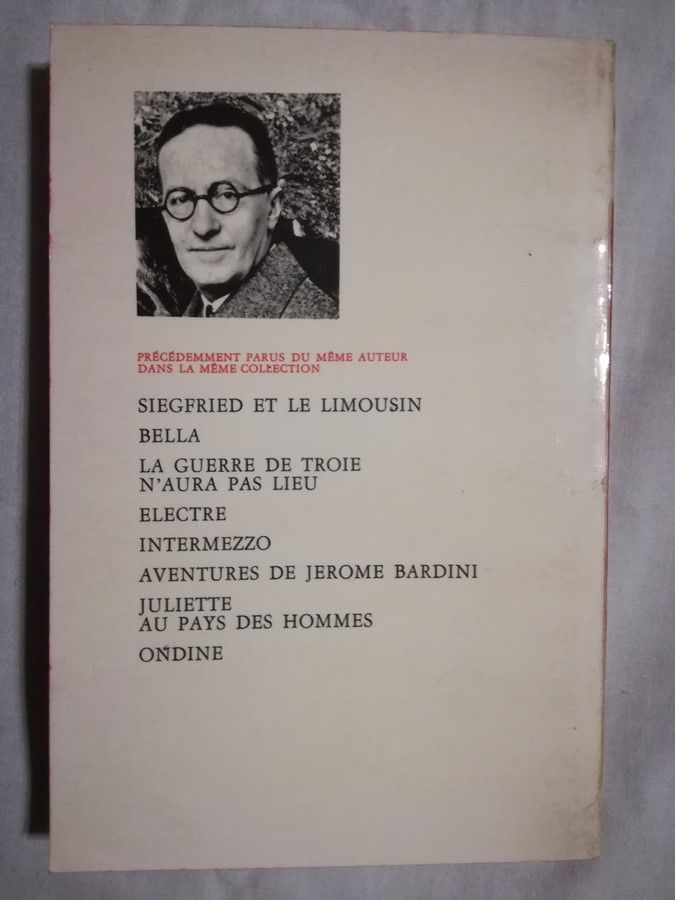 PRÉCÉDEMMENT PARUS DU MÊME AUTEUR
DANS LA MÊME COLLECTION
SIEGFRIED ET LE LIMOUSIN
BELLA
LA GUERRE DE TROIE
N'AURA PAS LIEU
ELECTRE
INTERMEZZO
AVENTURES DE JEROME BARDINI
JULIETTE
AU PAYS DES HOMMES
ONDINE